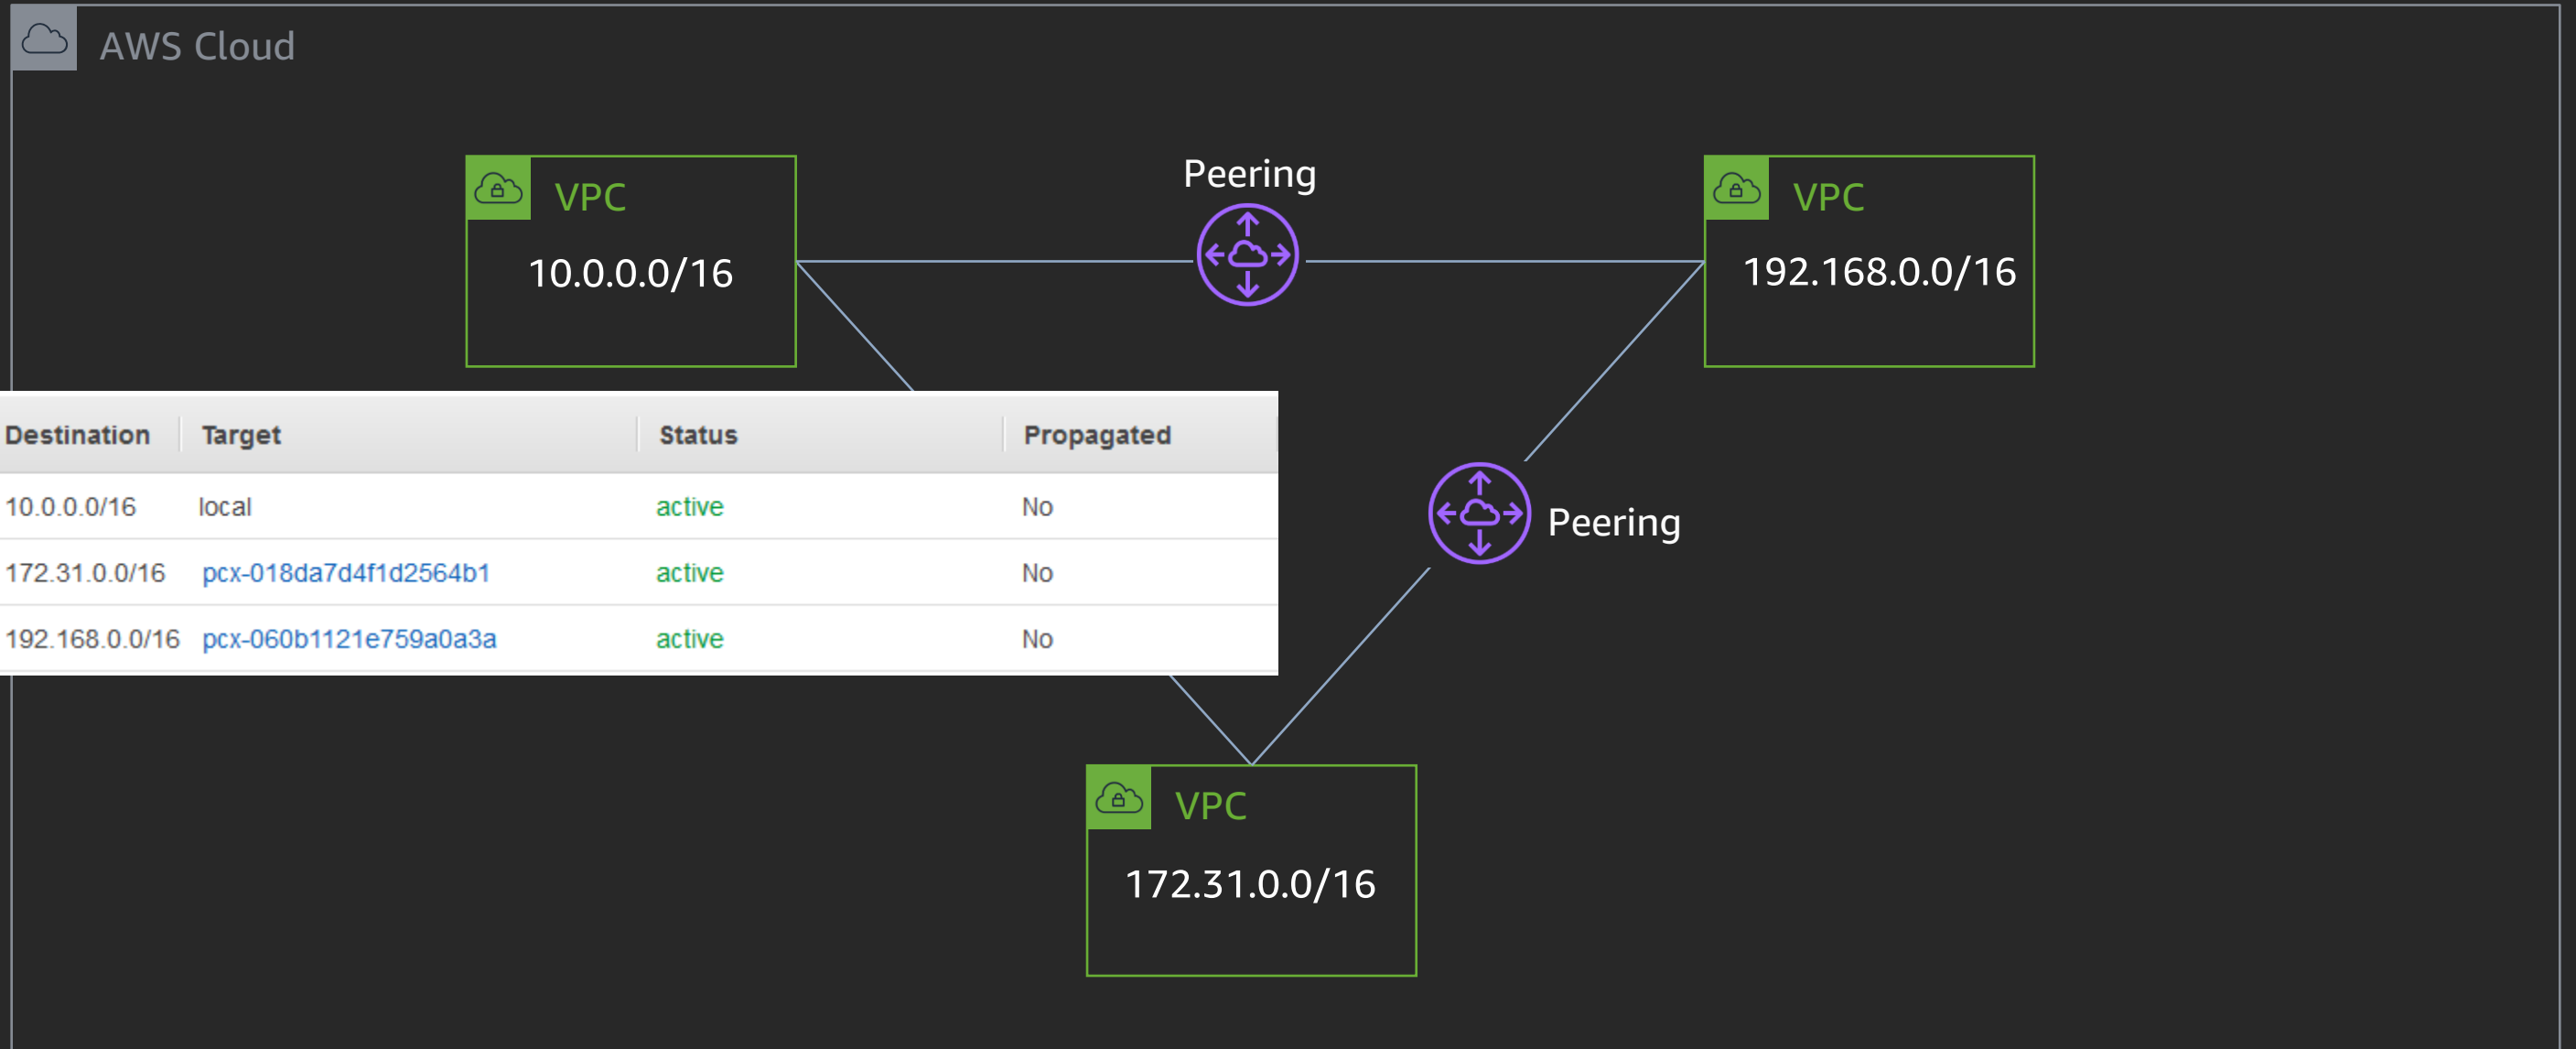 AWS Cloud
Peering
VPC
10.0.0.0/16
VPC
192.168.0.0/16
Destination Target Status Propagated
10.0.0.0/16 local active No
172.31.0.0/16 pcx-018da7d4f1d2564b1 active No
192.168.0.0/16 pcx-060b1121e759a0a3a active No
Peering
VPC
172.31.0.0/16